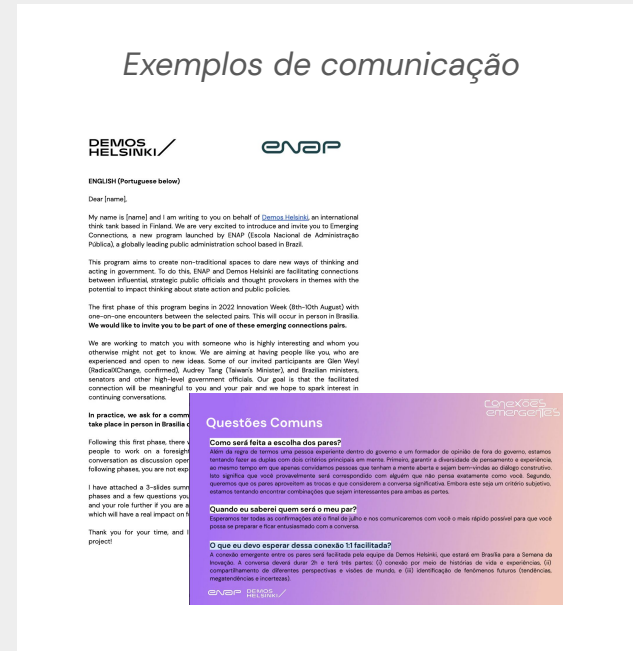 Exemplos de comunicação
DEMOS
HELSINKI
enap
ENGLISH (Portuguese below)
Dear [name],
My name is [name] and I am writing to you on behalf of Demos Helsinki, an international
think tank based in Finland. We are very excited to introduce and invite you to Emerging
Connections, a new program launched by ENAP (Escola Nacional de Administração
Pública), a globally leading public administration school based in Brazil.
This program aims to create non-traditional spaces to dare new ways of thinking and
acting in government. To do this, ENAP and Demos Helsinki are facilitating connections
between influential, strategic public officials and thought provokers in themes with the
potential to impact thinking about state action and public policies.
The first phase of this program begins in 2022 Innovation Week (8th-10th August) with
one-on-one encounters between the selected pairs. This will occur in person in Brasilia.
We would like to invite you to be part of one of these emerging connections pairs.
We are working to match you with someone who is highly interesting and whom you
otherwise might not get to know. We are aiming at having people like you, who are
experienced and open to new ideas. Some of our invited participants are Glen Weyl
(RadicalXChange, confirmed), Audrey Tang (Taiwan's Minister), and Brazilian ministers,
senators and other high-level government officials. Our goal is that the facilitated
connection will be meaningful to you and your pair and we hope to spark interest in
continuing conversations.
In practice, we ask for a comm
take place in person in Brasilia
Following this first phase, there
people to work on a foresight
conversation as discussion open
following phases, you are not exp
I have attached a 3-slides summ
phases and a few questions you
and your role further if you are a
which will have a real impact on f
Thank you for your time, and I
project!
conexões
emergentes
Questões Comuns
Como será feita a escolha dos pares?
Além da regra de termos uma pessoa experiente dentro do governo e um formador de opinião de fora do governo, estamos
tentando fazer as duplas com dois critérios principais em mente. Primeiro, garantir a diversidade de pensamento e experiência,
ao mesmo tempo em que apenas convidamos pessoas que tenham a mente aberta e sejam bem-vindas ao diálogo construtivo.
Isto significa que você provavelmente será correspondido com alguém que não pensa exatamente como você. Segundo,
queremos que os pares aproveitem as trocas e que considerem a conversa significativa. Embora este seja um critério subjetivo,
estamos tentando encontrar combinações que sejam interessantes para ambas as partes.
Quando eu saberei quem será o meu par?
Esperamos ter todas as confirmações até o final de julho e nos comunicaremos com você o mais rápido possível para que você
possa se preparar e ficar entusiasmado com a conversa.
O que eu devo esperar dessa conexão 1:1 facilitada?
A conexão emergente entre os pares será facilitada pela equipe da Demos Helsinki, que estará em Brasília para a Semana da
Inovação. A conversa deverá durar 2h e terá três partes: (i) conexão por meio de histórias de vida e experiências, (ii)
compartilhamento de diferentes perspectivas e visões de mundo, e (iii) identificação de fenômenos futuros (tendências,
megatendências e incertezas).
enap DEMOS
HELSINKI